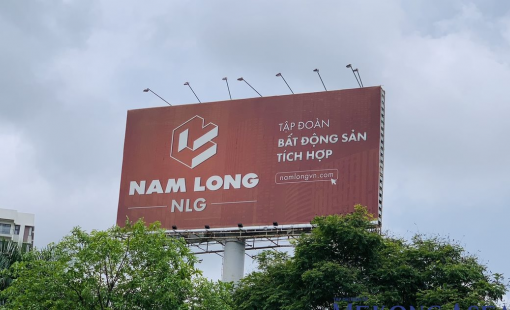 NAM LONG
NLG
TẬP ĐOÀN
BẤT ĐỘNG SẢN
TÍCH HỢP
namlongvn.com